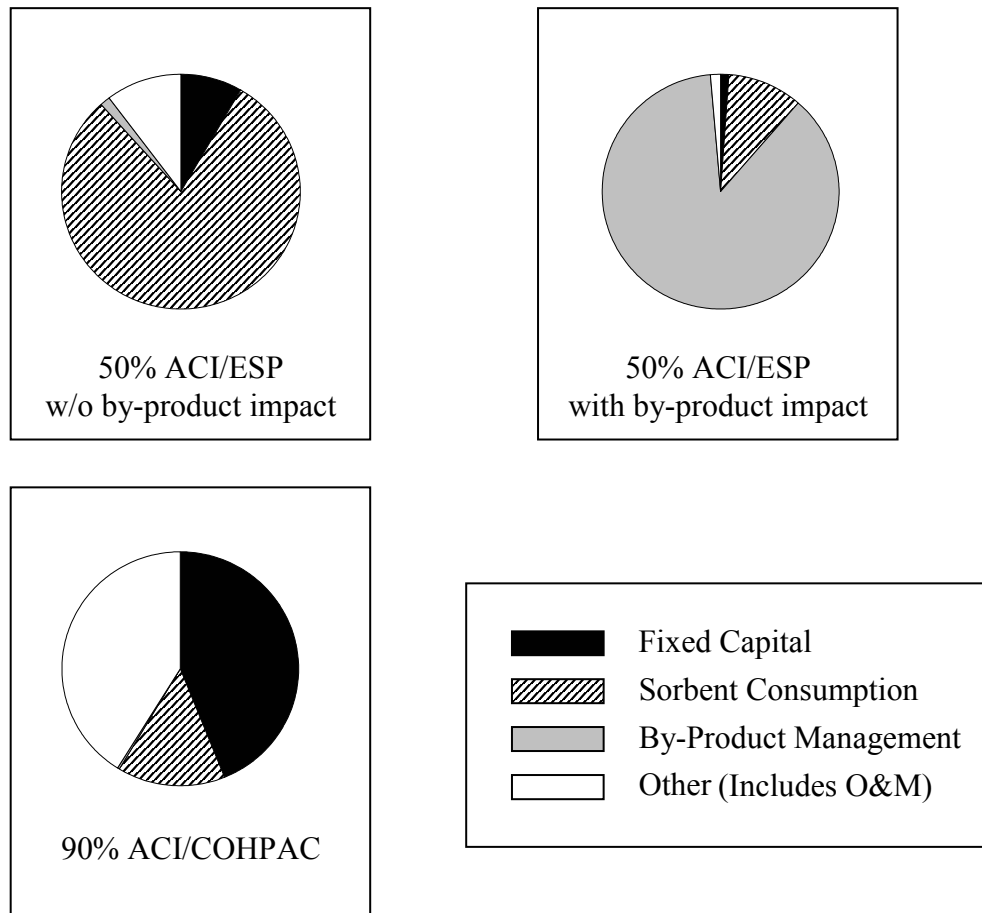 50% ACI/ESP
w/o by-product impact
50% ACI/ESP
with by-product impact
90% ACI/COHPAC
Fixed Capital
Sorbent Consumption
By-Product Management
Other (Includes O&M)